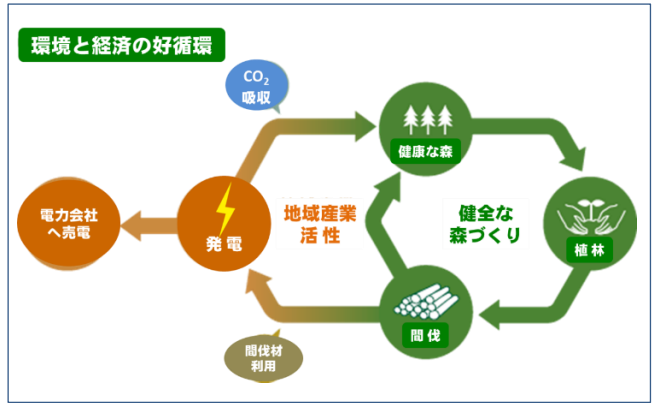 環境と経済の好循環
CO₂
吸収
健康な森
電力会社
へ売電
発電
地域産業
活性
健全な
森づくり
植林
間伐
間伐材
利用